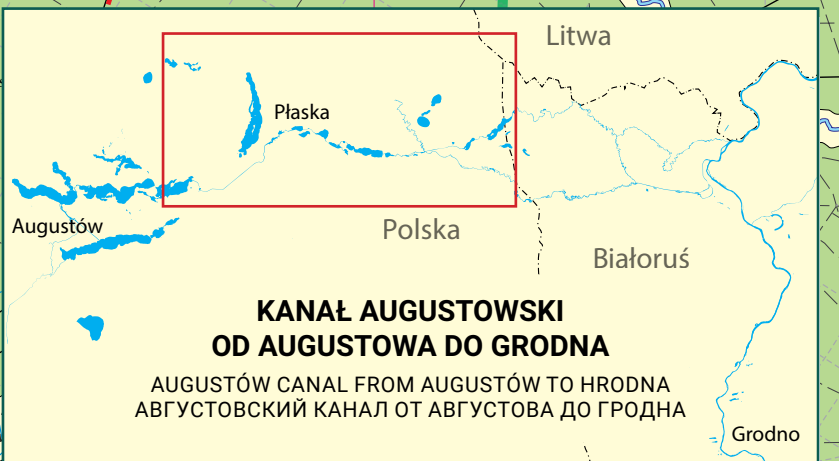 Litwa
Płaska
Augustów
Polska
Białoruś
KANAŁ AUGUSTOWSKI
OD AUGUSTOWA DO GRODNA
AUGUSTÓW CANAL FROM AUGUSTÓW TO HRODNA
АВГУСТОВСКИЙ КАНАЛ ОТ АВГУСТОВА ДО ГРОДНА
Grodno